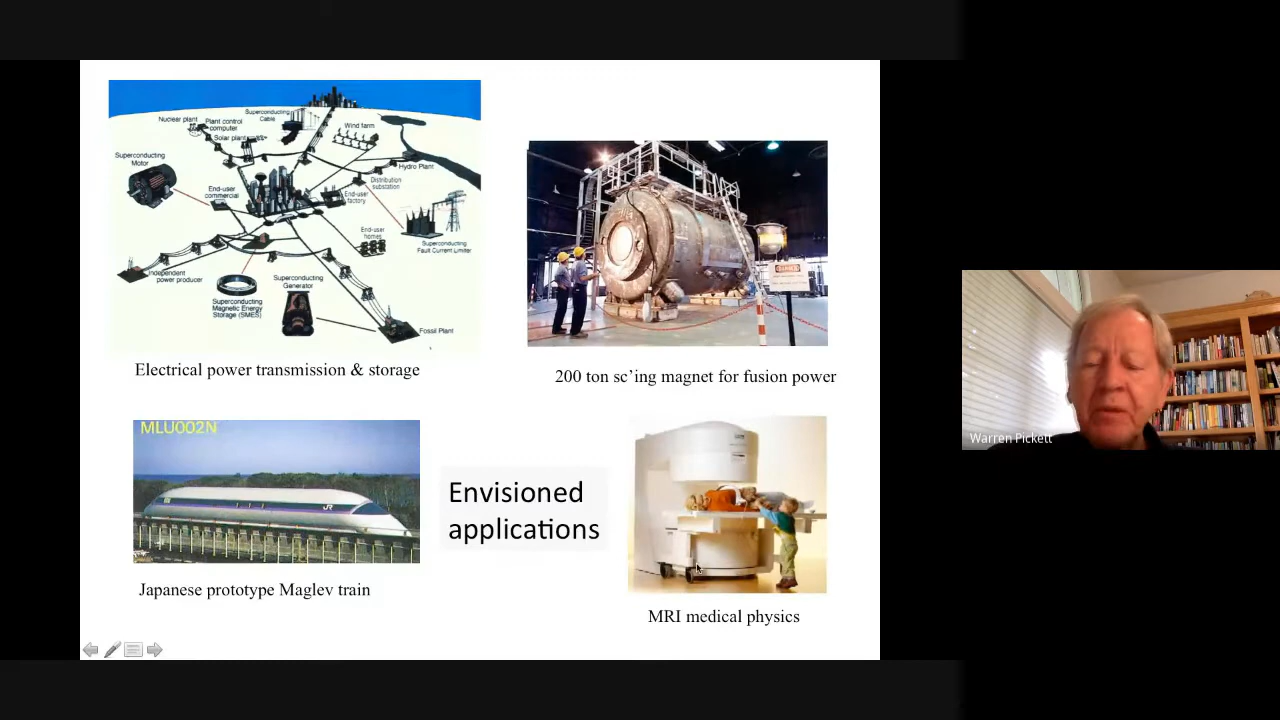 Superconducting
Cable
Nuclear plant
Plant control
computer
Solar plant
Wind farm
Superconducting
Motor
Hydro Plant
Distribution
substation
End-user
commercial
End-user
factory
End-user
homes
Superconducting
Fault Current Limiter
Independent
power producer
Superconducting
Generator
Superconducting
Magnetic Energy
Storage (SMES)
Fossil Plant
Electrical power transmission & storage
200 ton sc'ing magnet for fusion power
MLU002N
JR
Envisioned
applications
Japanese prototype Maglev train
MRI medical physics
Warren Pickett